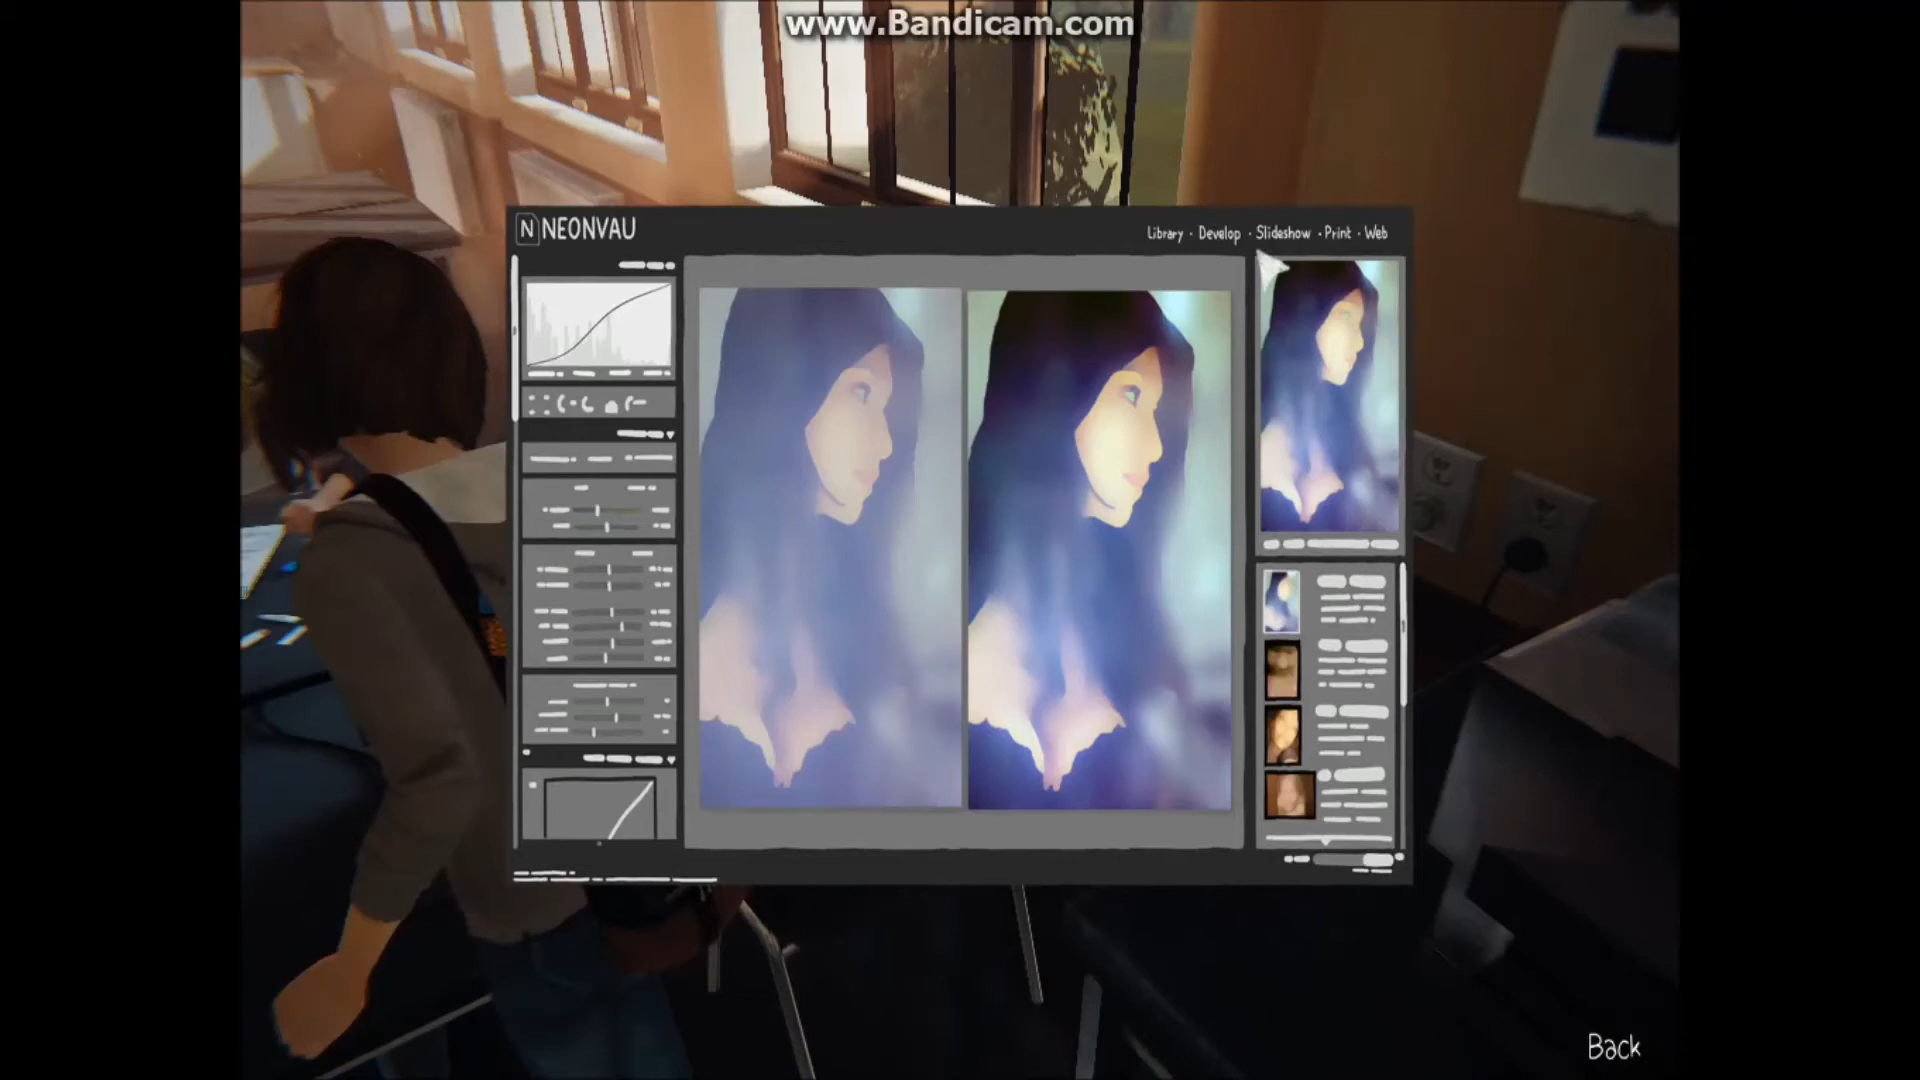 www.Bandicam.com
N NEONVAU
Library · Develop · Slideshow · Print · Web
Back